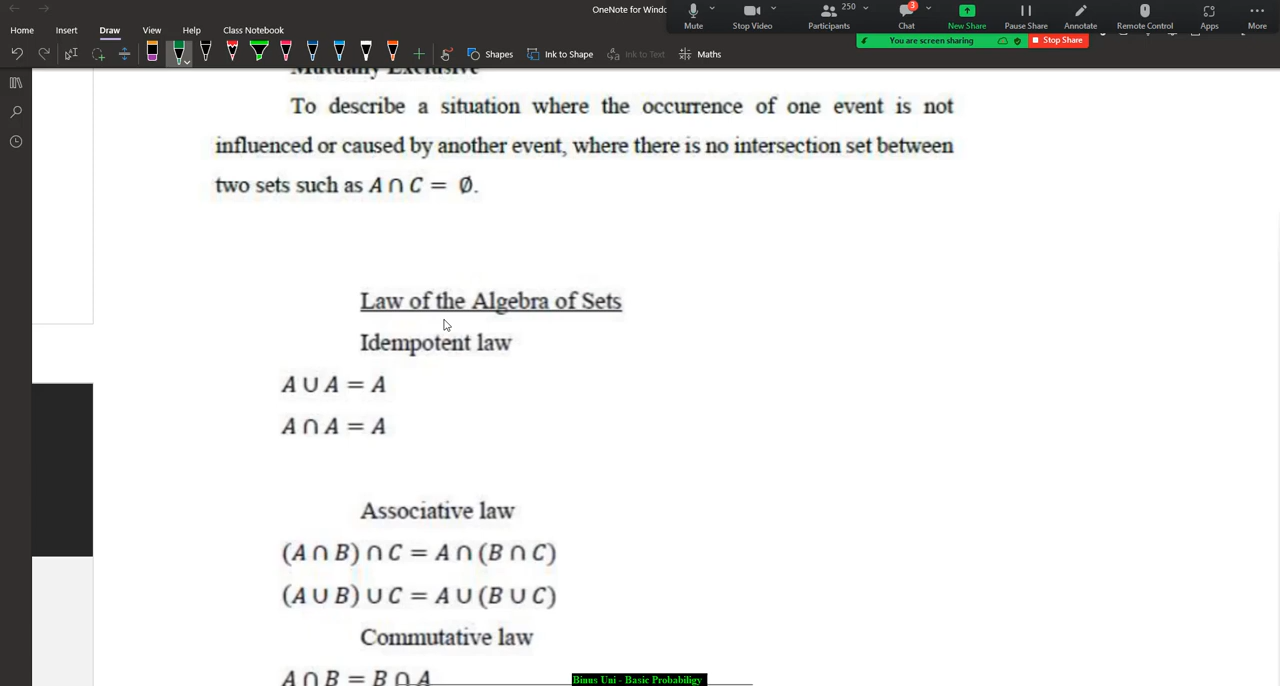 OneNote for Windo
250
3
Mute
Stop Video
Participants
Chat
New Share
Pause Share
Annotate
Remote Control
Apps
More
You are screen sharing
Stop Share
Home
Insert
Draw
View
Help
Class Notebook
Shapes
Ink to Shape
Ink to Text
Maths
Mutually Exclusive
To describe a situation where the occurrence of one event is not
influenced or caused by another event, where there is no intersection set between
two sets such as A ∩ C = ∅.
Law of the Algebra of Sets
Idempotent law
A ∪ A = A
A ∩ A = A
Associative law
(A ∩ B) ∩ C = A ∩ (B ∩ C)
(A ∪ B) ∪ C = A ∪ (B ∪ C)
Commutative law
A ∩ B = B ∩ A
Binus Uni - Basic Probabiligy